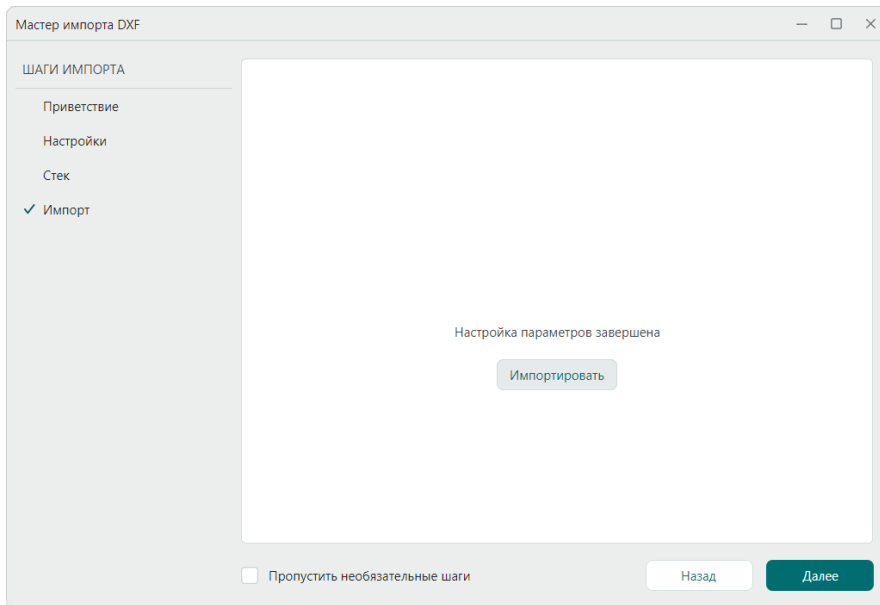 Мастер импорта DXF
ШАГИ ИМПОРТА
Приветствие
Настройки
Стек
Импорт
Настройка параметров завершена
Импортировать
Пропустить необязательные шаги
Назад
Далее